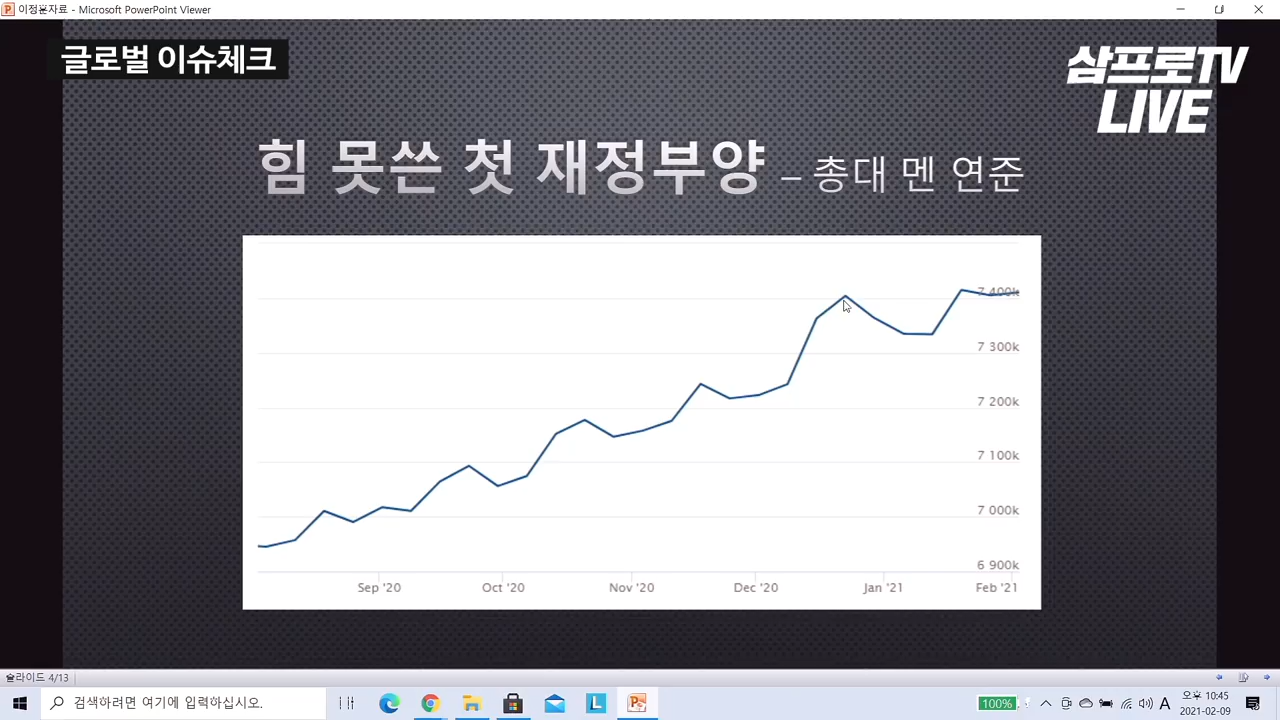 이정훈자료 - Microsoft PowerPoint Viewer
글로벌 이슈체크
삼프로TV
LIVE
힘 못쓴 첫 재정부양 – 총대 멘 연준
7 400k
7 300k
7 200k
7 100k
7 000k
6 900k
Sep '20 Oct '20 Nov '20 Dec '20 Jan '21 Feb '21
슬라이드 4/13
검색하려면 여기에 입력하십시오.
100%
A
오후 10:45
2021-02-09